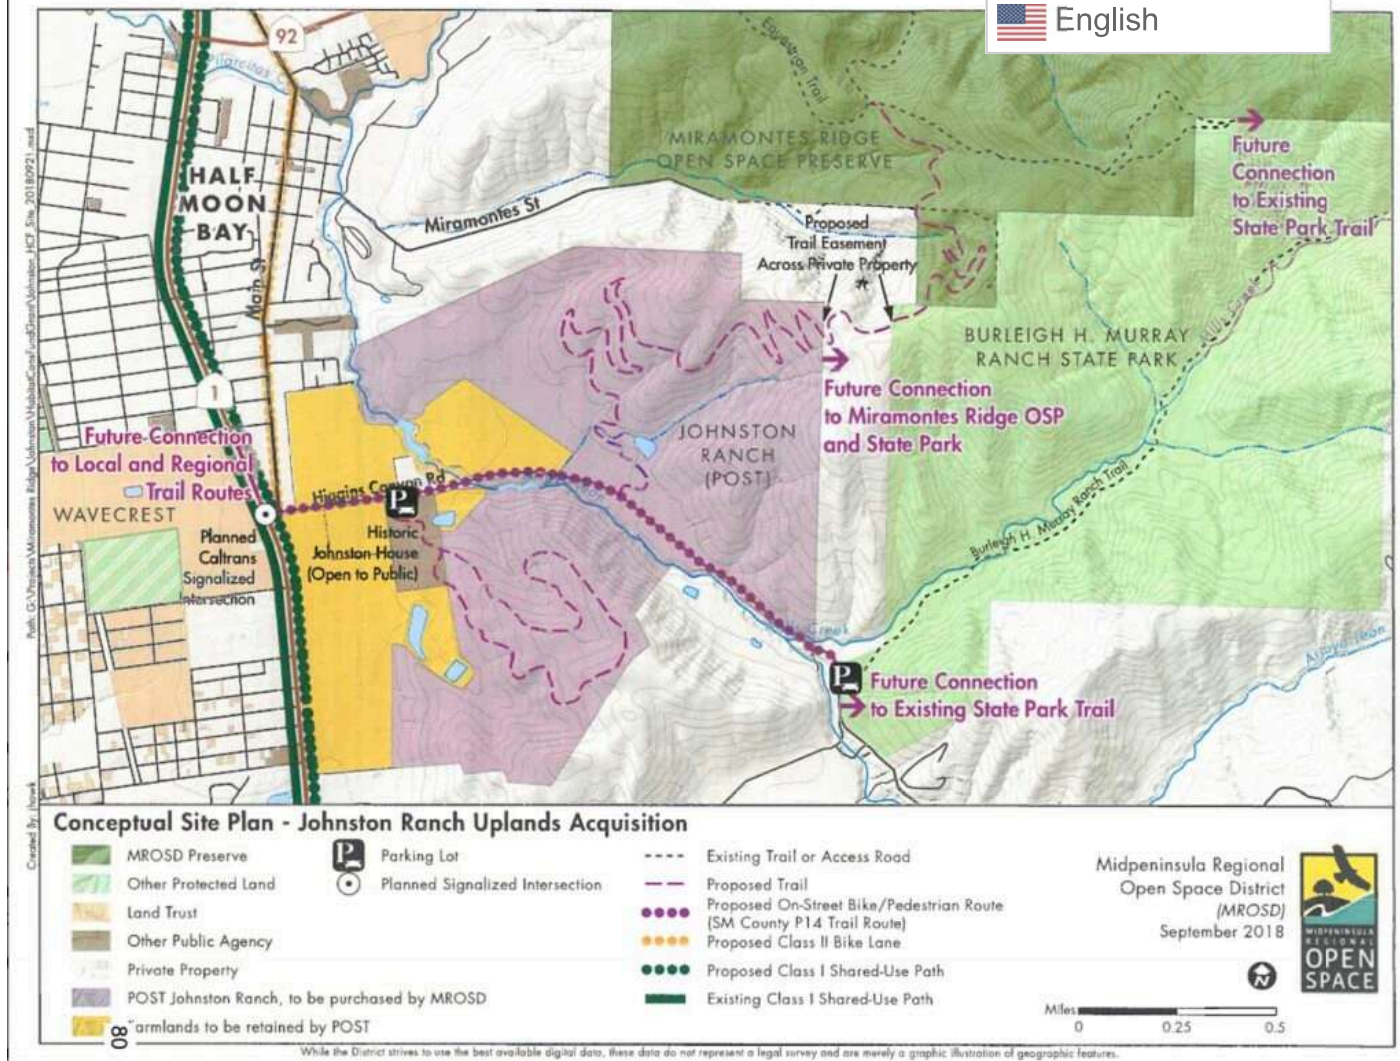 English
92
Pilarcitos
Equestrian Trail
MIRAMONTES RIDGE
OPEN SPACE PRESERVE
Future
Connection
to Existing
State Park Trail
HALF
MOON
BAY
Main St
Miramontes St
Proposed
Trail Easement
Across Private Property
*
Mills Creek
BURLEIGH H. MURRAY
RANCH STATE PARK
1
Future Connection
to Miramontes Ridge OSP
and State Park
Future Connection
to Local and Regional
Trail Routes
JOHNSTON
RANCH
(POST)
WAVECREST
Higgins Canyon Rd
P
Planned
Caltrans
Signalized
Intersection
Historic
Johnston House
(Open to Public)
Burleigh H. Murray Ranch Trail
Creek
Arroyo Leon
P
Future Connection
to Existing State Park Trail
Conceptual Site Plan - Johnston Ranch Uplands Acquisition
MROSD Preserve
Other Protected Land
Land Trust
Other Public Agency
Private Property
POST Johnston Ranch, to be purchased by MROSD
armlands to be retained by POST
80
P
Parking Lot
Planned Signalized Intersection
Existing Trail or Access Road
Proposed Trail
Proposed On-Street Bike/Pedestrian Route
(SM County P14 Trail Route)
Proposed Class II Bike Lane
Proposed Class I Shared-Use Path
Existing Class I Shared-Use Path
Midpeninsula Regional
Open Space District
(MROSD)
September 2018
MIDPENINSULA
REGIONAL
OPEN
SPACE
N
Miles
0 0.25 0.5
While the District strives to use the best available digital data, these data do not represent a legal survey and are merely a graphic illustration of geographic features.